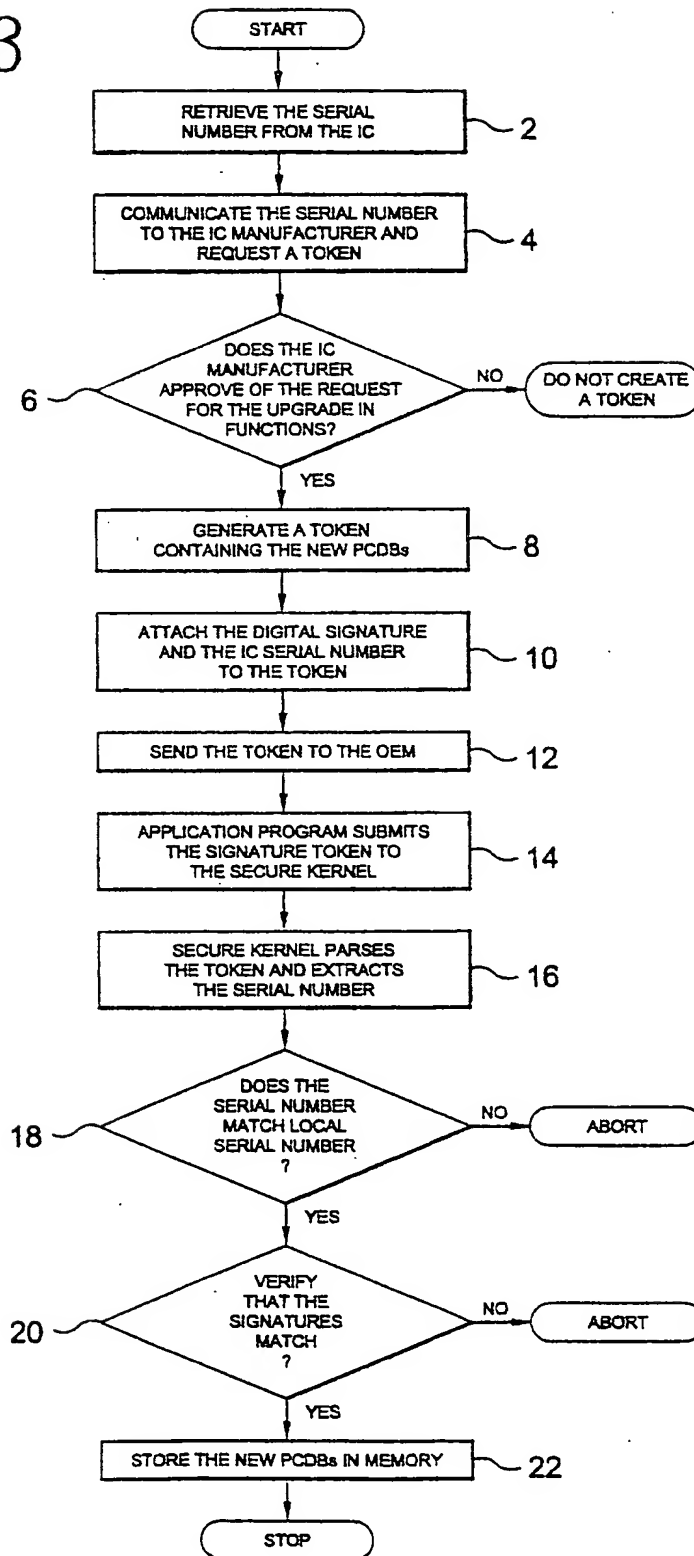 3
START
RETRIEVE THE SERIAL
NUMBER FROM THE IC
2
COMMUNICATE THE SERIAL NUMBER
TO THE IC MANUFACTURER AND
REQUEST A TOKEN
4
DOES THE IC
MANUFACTURER
APPROVE OF THE REQUEST
FOR THE UPGRADE IN
FUNCTIONS?
6
NO
DO NOT CREATE
A TOKEN
YES
GENERATE A TOKEN
CONTAINING THE NEW PCDBs
8
ATTACH THE DIGITAL SIGNATURE
AND THE IC SERIAL NUMBER
TO THE TOKEN
10
SEND THE TOKEN TO THE OEM
12
APPLICATION PROGRAM SUBMITS
THE SIGNATURE TOKEN TO
THE SECURE KERNEL
14
SECURE KERNEL PARSES
THE TOKEN AND EXTRACTS
THE SERIAL NUMBER
16
DOES THE
SERIAL NUMBER
MATCH LOCAL
SERIAL NUMBER
?
18
NO
ABORT
YES
VERIFY
THAT THE
SIGNATURES
MATCH
?
20
NO
ABORT
YES
STORE THE NEW PCDBs IN MEMORY
22
STOP